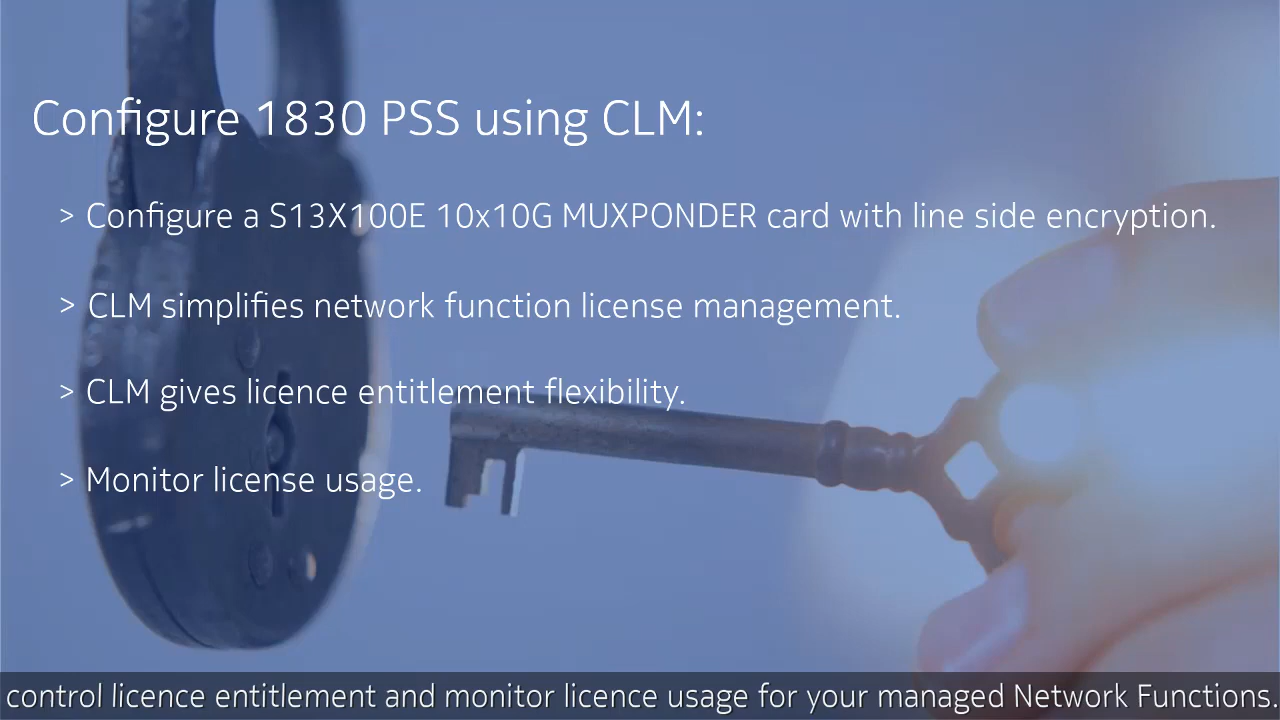 Configure 1830 PSS using CLM:
> Configure a S13X100E 10x10G MUXPONDER card with line side encryption.
> CLM simplifies network function license management.
> CLM gives licence entitlement flexibility.
> Monitor license usage.
control licence entitlement and monitor licence usage for your managed Network Functions.